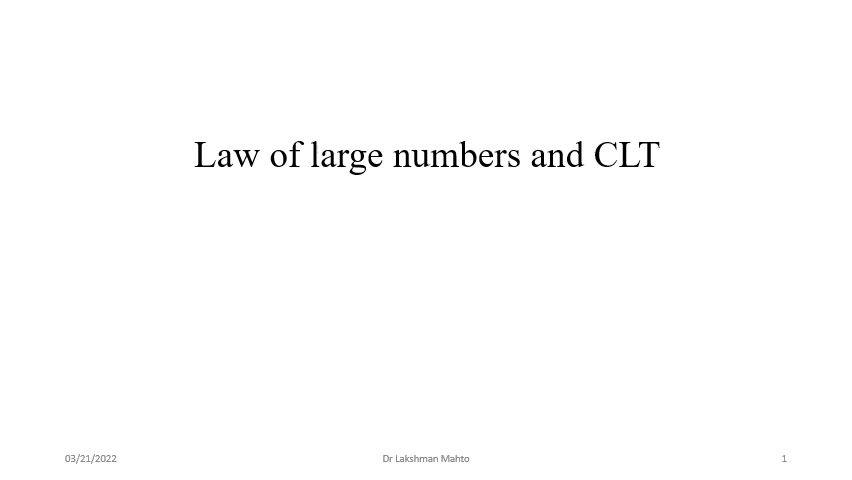 Law of large numbers and CLT
03/21/2022 Dr Lakshman Mahto 1